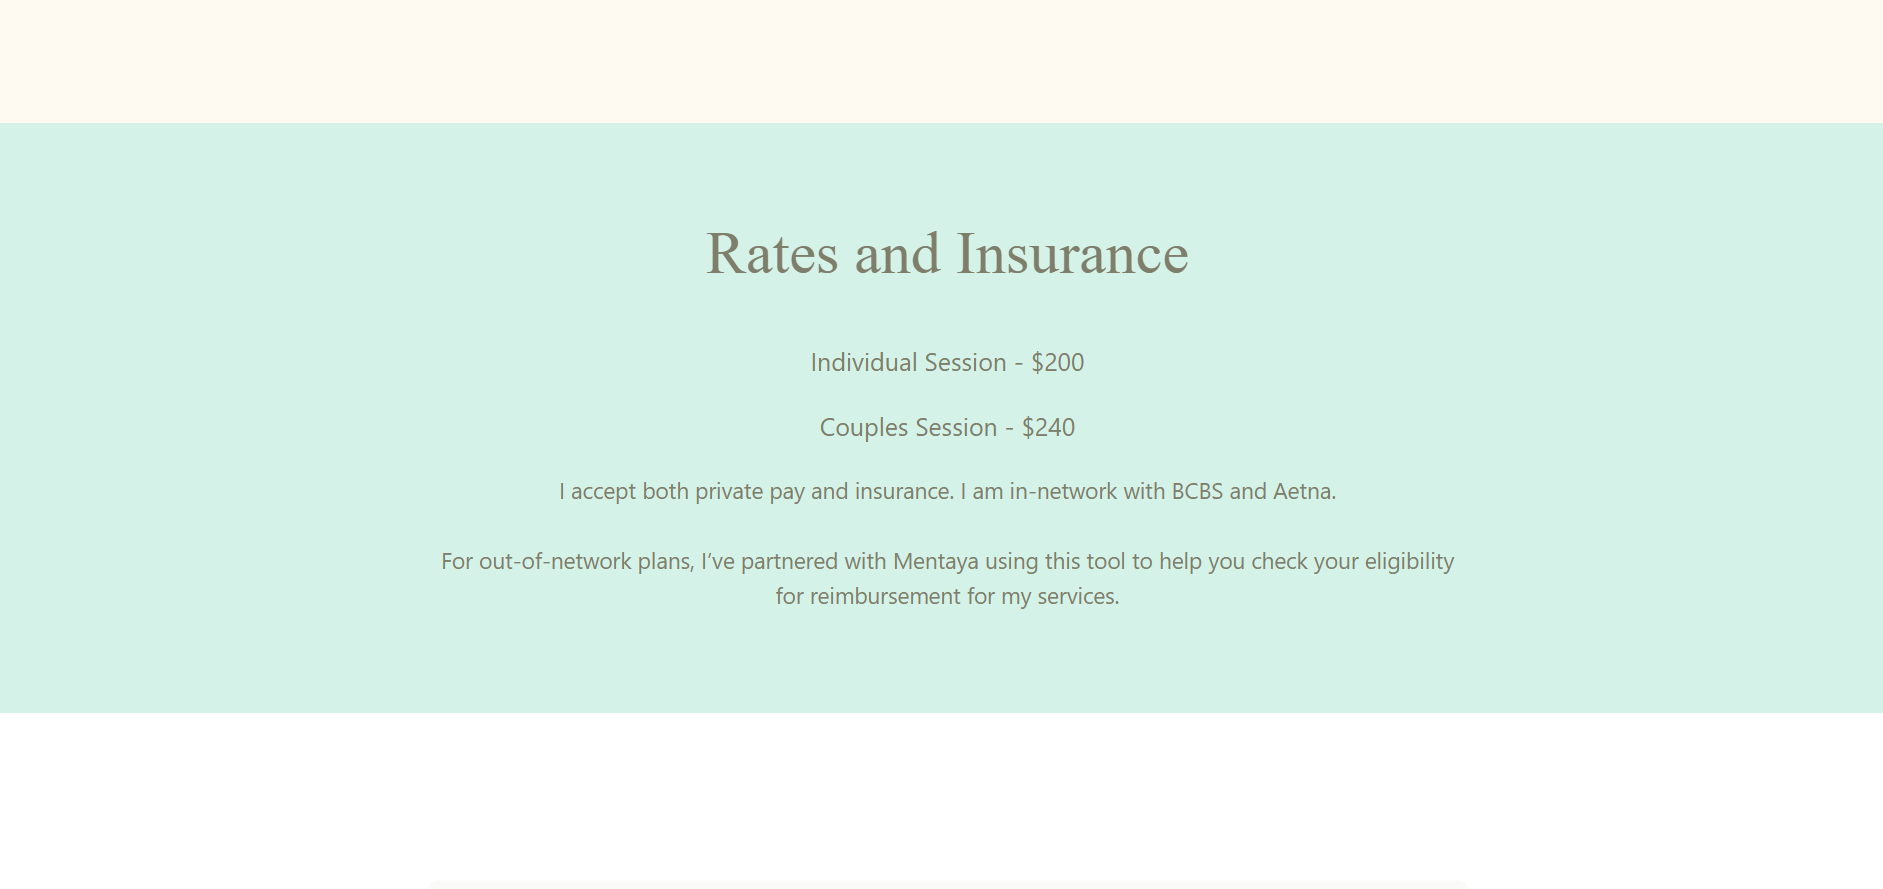 Rates and Insurance
Individual Session - $200
Couples Session - $240
I accept both private pay and insurance. I am in-network with BCBS and Aetna.
For out-of-network plans, I’ve partnered with Mentaya using this tool to help you check your eligibility
for reimbursement for my services.